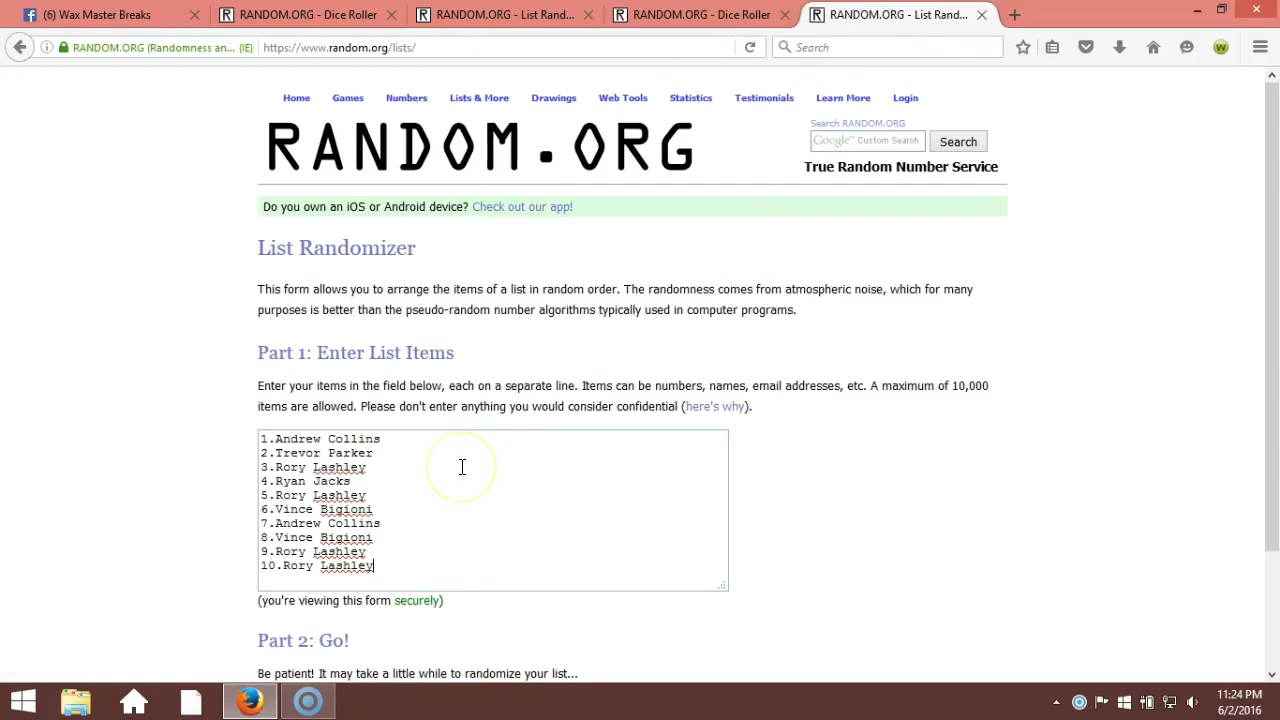 (6) Wax Master Breaks
RANDOM.ORG - Dice Roller
RANDOM.ORG - List Rand...
RANDOM.ORG - Dice Roller
RANDOM.ORG - List Rand...
RANDOM.ORG (Randomness an... (IE)
https://www.random.org/lists/
Search
Home Games Numbers Lists & More Drawings Web Tools Statistics Testimonials Learn More Login
RANDOM.ORG
Search RANDOM.ORG
Google™ Custom Search
Search
True Random Number Service
Do you own an iOS or Android device? Check out our app!
List Randomizer
This form allows you to arrange the items of a list in random order. The randomness comes from atmospheric noise, which for many
purposes is better than the pseudo-random number algorithms typically used in computer programs.
Part 1: Enter List Items
Enter your items in the field below, each on a separate line. Items can be numbers, names, email addresses, etc. A maximum of 10,000
items are allowed. Please don't enter anything you would consider confidential (here's why).
1.Andrew Collins
2.Trevor Parker
3.Rory Lashley
4.Ryan Jacks
5.Rory Lashley
6.Vince Bigioni
7.Andrew Collins
8.Vince Bigioni
9.Rory Lashley
10.Rory Lashley
(you're viewing this form securely)
Part 2: Go!
Be patient! It may take a little while to randomize your list...
11:24 PM
6/2/2016